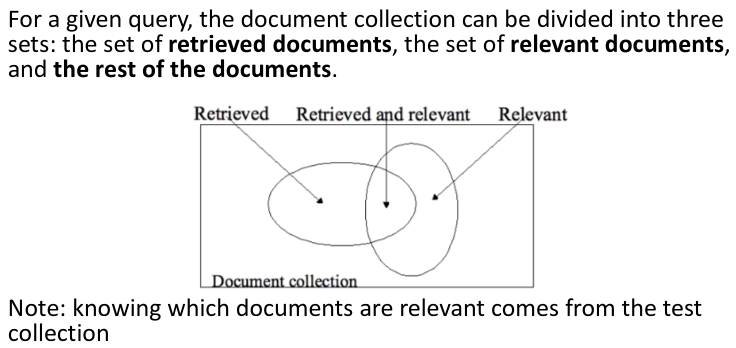 For a given query, the document collection can be divided into three
sets: the set of retrieved documents, the set of relevant documents,
and the rest of the documents.
Retrieved Retrieved and relevant Relevant
Document collection
Note: knowing which documents are relevant comes from the test
collection